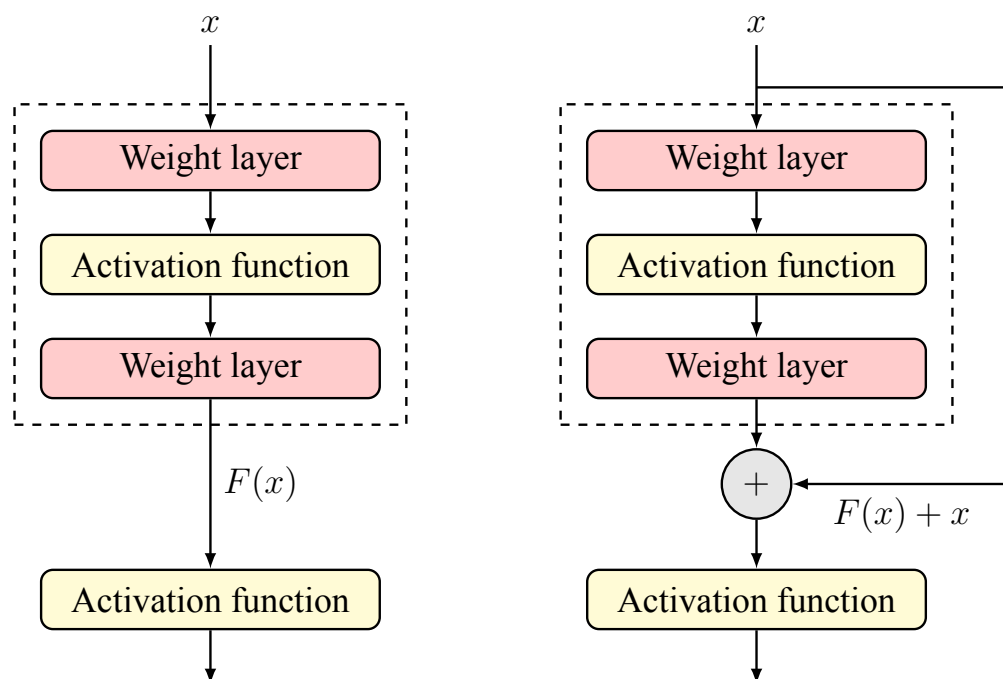 x
Weight layer
Activation function
Weight layer
F(x)
Activation function
x
Weight layer
Activation function
Weight layer
+
F(x) + x
Activation function